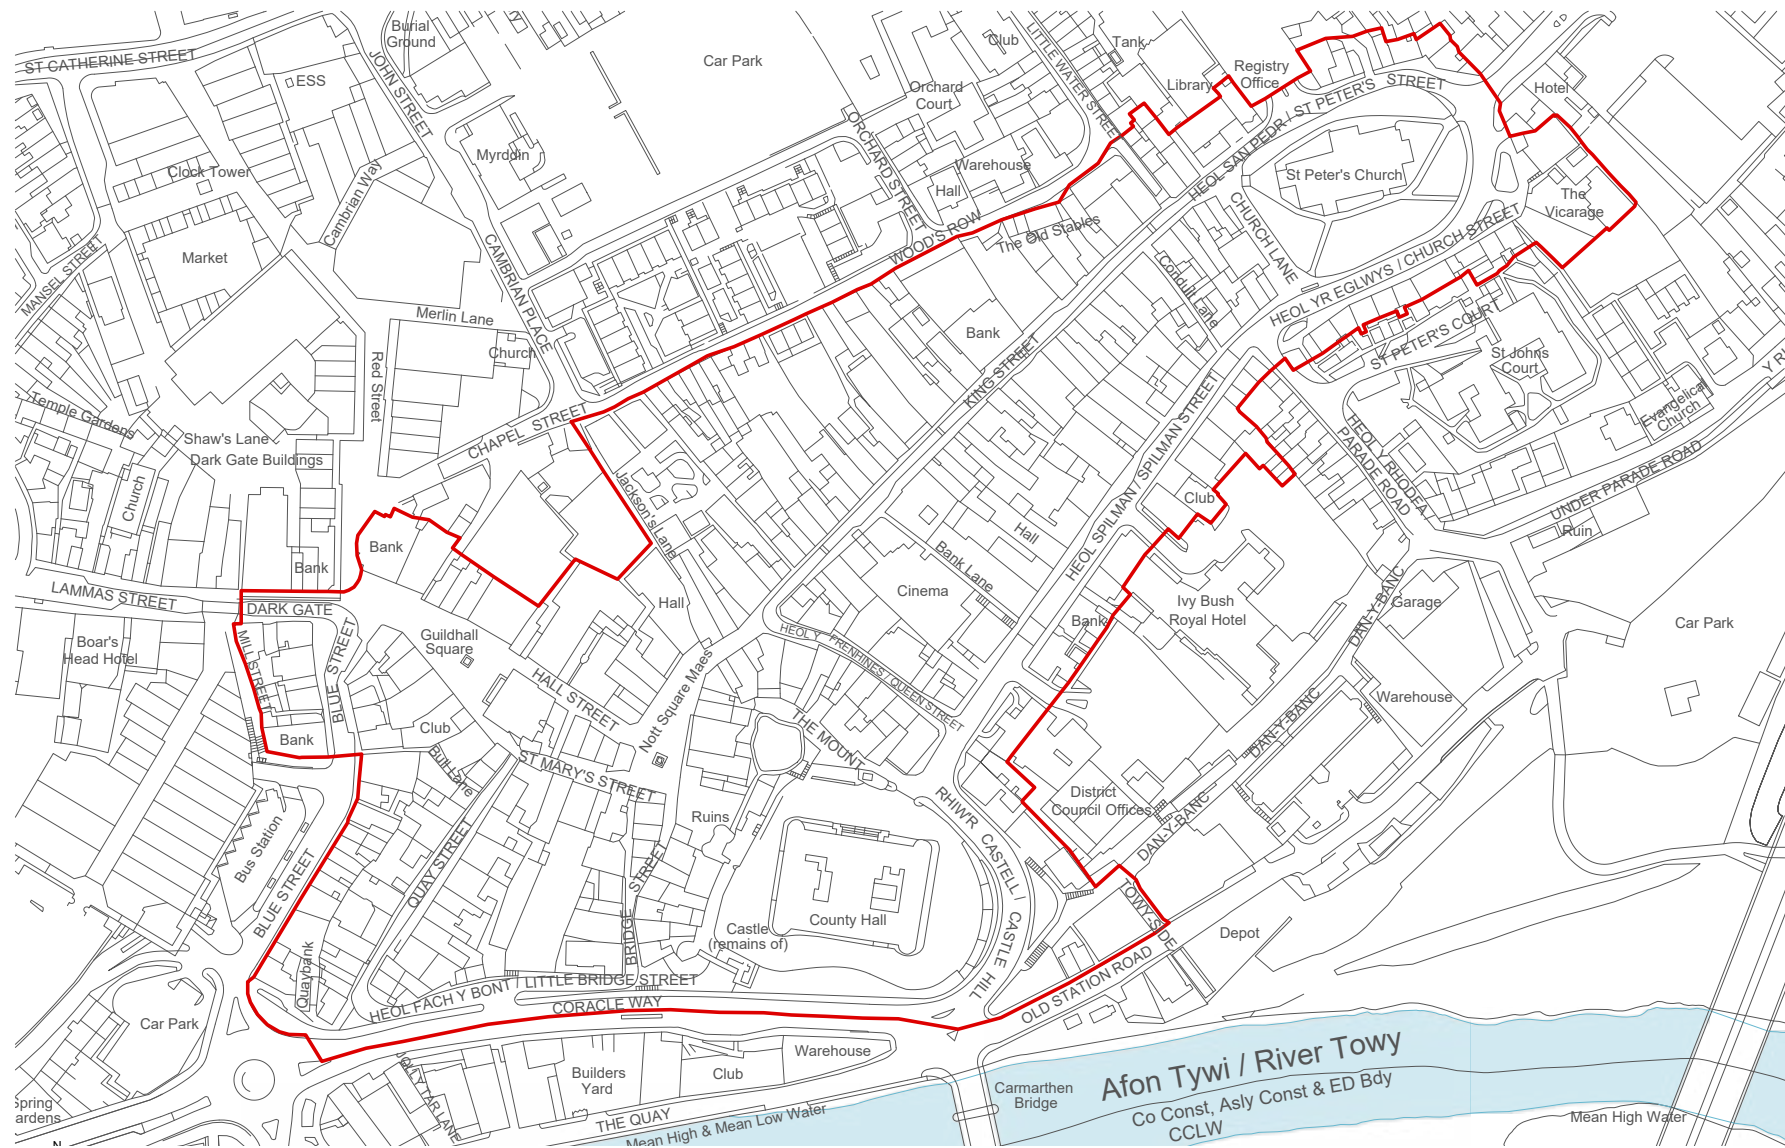 ST CATHERINE STREET
Burial
Ground
ESS
JOHN STREET
Car Park
Club
LITTLE WATER STREET
Tank
Library
Registry
Office
Orchard
Court
ORCHARD STREET
HEOL SAN PEDR / ST PETER'S STREET
Hotel
Clock Tower
Cambrian Way
Myrddin
Warehouse
Hall
St Peter's Church
The
Vicarage
MANSEL STREET
Market
CAMBRIAN PLACE
WOOD'S ROW
The Old Stables
CHURCH LANE
HEOL YR EGLWYS / CHURCH STREET
Conduit Lane
Merlin Lane
Church
Red Street
Bank
KING STREET
ST PETER'S COURT
St Johns
Court
Evangelical
Church
Temple Gardens
Shaw's Lane
Dark Gate Buildings
CHAPEL STREET
Church
Jackson's Lane
HEOL SPILMAN / SPILMAN STREET
HEOL Y RHODFA
PARADE ROAD
UNDER PARADE ROAD
Ruin
Club
Bank
Hall
Bank Lane
Bank
LAMMAS STREET
DARK GATE
Boar's
Head Hotel
MILL STREET
BLUE STREET
Guildhall
Square
Hall
Cinema
HEOL Y FRENHINES / QUEEN STREET
Bank
Ivy Bush
Royal Hotel
DAN-Y-BANC
Garage
Car Park
HALL STREET
Nott Square Maes
Warehouse
Bank
Club
Bull Lane
THE MOUNT
DAN-Y-BANC
ST MARY'S STREET
District
Council Offices
DAN-Y-BANC
Ruins
RHIWR CASTELL / CASTLE HILL
Bus Station
BLUE STREET
QUAY STREET
BRIDGE STREET
County Hall
Castle
(remains of)
TOWY-SIDE
Depot
Quaybank
HEOL FACH Y BONT / LITTLE BRIDGE STREET
CORACLE WAY
OLD STATION ROAD
Car Park
Warehouse
Builders
Yard
Club
THE QUAY
Carmarthen
Bridge
Afon Tywi / River Towy
Co Const, Asly Const & ED Bdy
CCLW
Mean High Water
Mean High & Mean Low Water
N